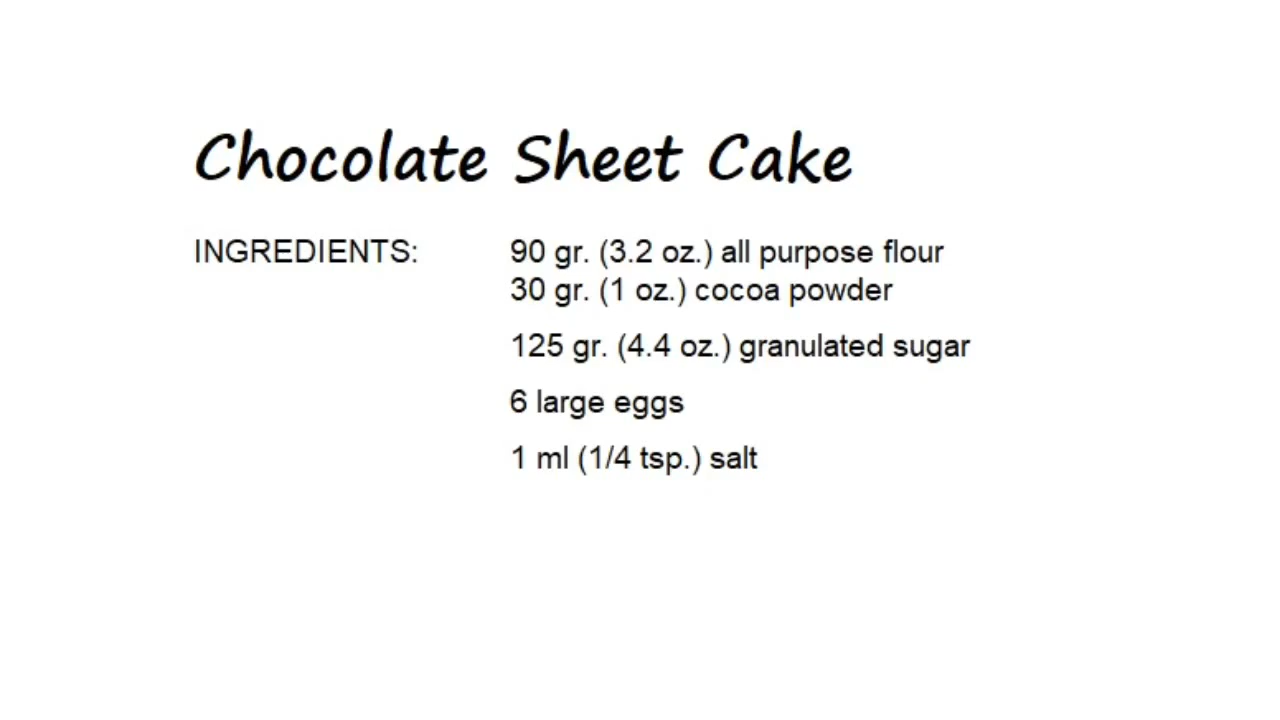 Chocolate Sheet Cake
INGREDIENTS: 90 gr. (3.2 oz.) all purpose flour
30 gr. (1 oz.) cocoa powder
125 gr. (4.4 oz.) granulated sugar
6 large eggs
1 ml (1/4 tsp.) salt